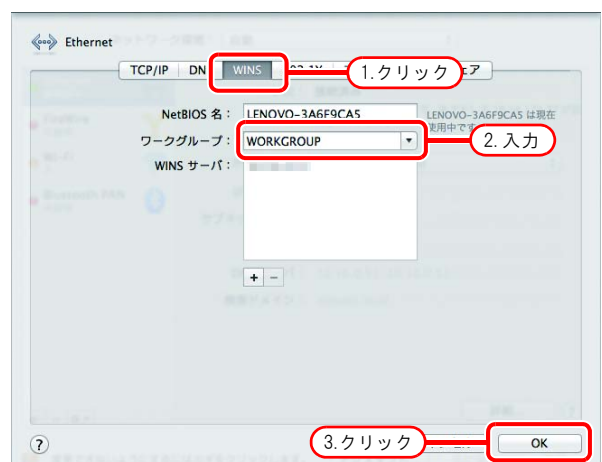 Ethernet
TCP/IP
WINS
1.クリック
NetBIOS 名：
LENOVO-3A6F9CA5
LENOVO-3A6F9CA5 は現在
使用中で
ワークグループ：
WORKGROUP
2.入力
WINS サーバ：
+ −
?
3.クリック
OK